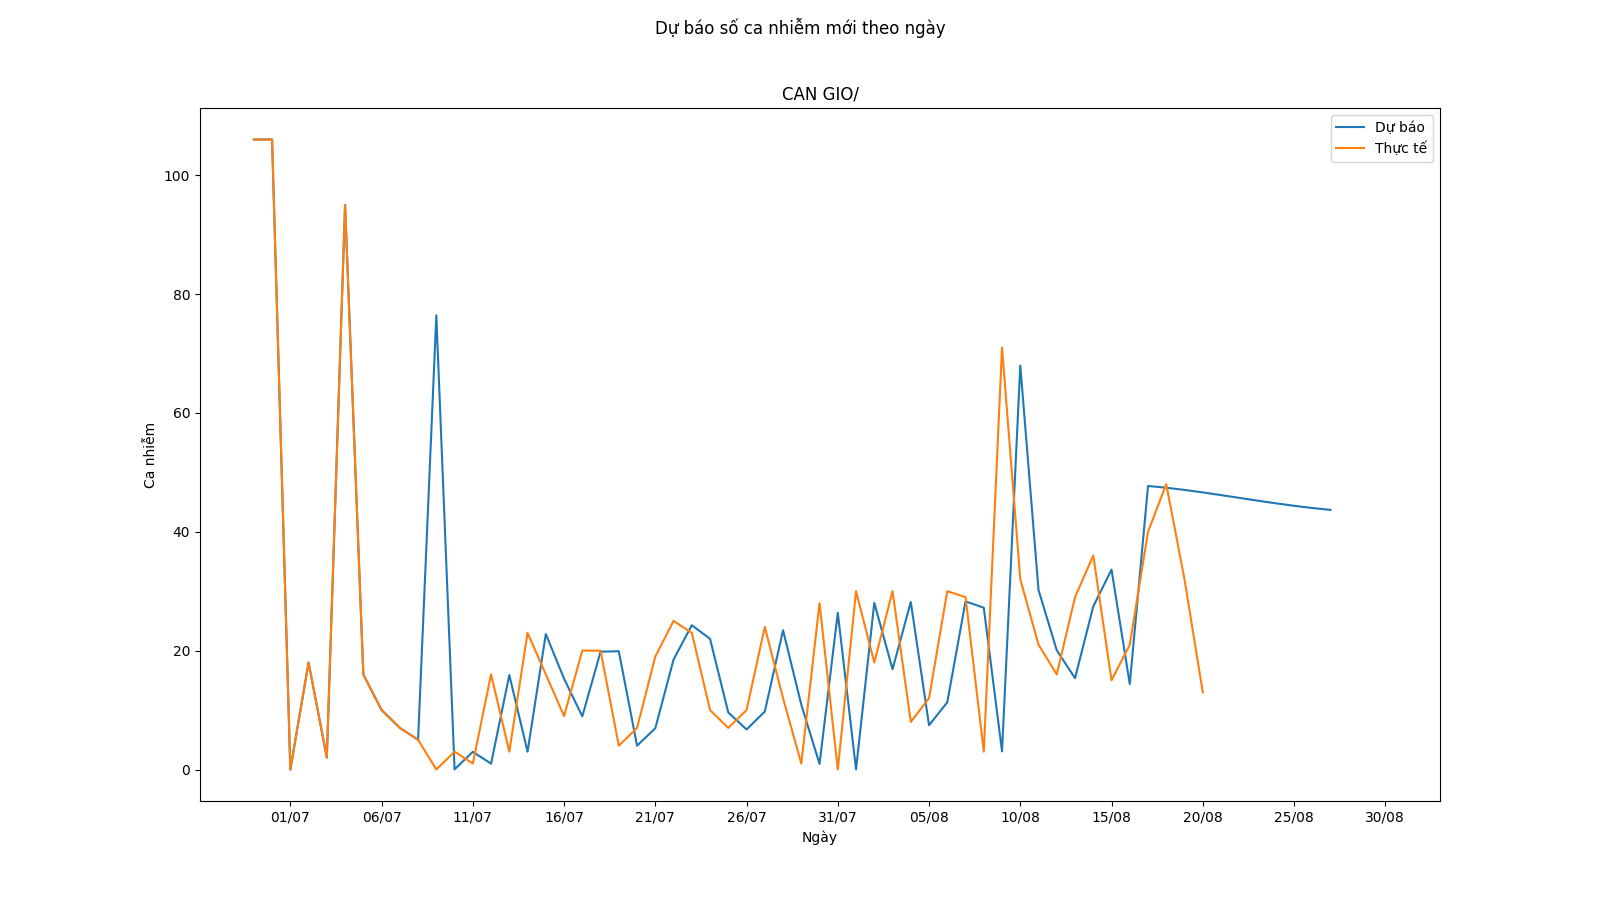 Dự báo số ca nhiễm mới theo ngày
CAN GIO/
Dự báo
Thực tế
100
80
60
40
20
0
Ca nhiễm
01/07 06/07 11/07 16/07 21/07 26/07 31/07 05/08 10/08 15/08 20/08 25/08 30/08
Ngày